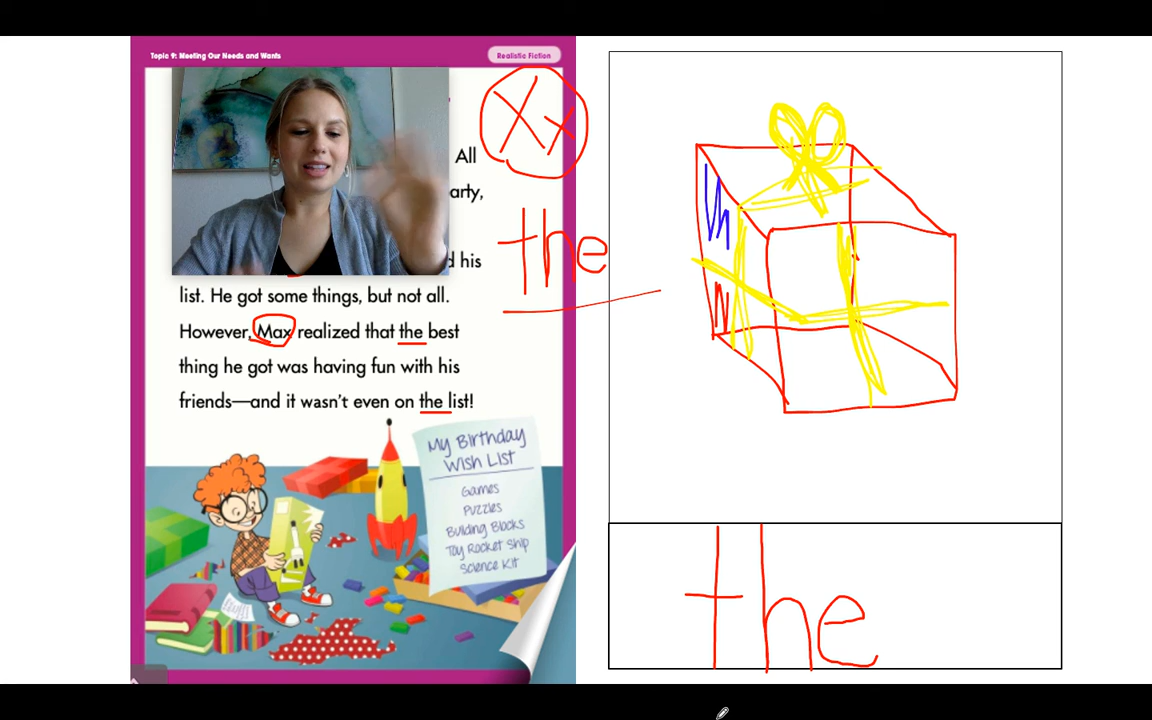 Topic 9: Meeting Our Needs and Wants
Realistic Fiction
Xx
All
arty,
the
d his
list. He got some things, but not all.
However, Max realized that the best
thing he got was having fun with his
friends—and it wasn't even on the list!
My Birthday
Wish List
Games
Puzzles
Building Blocks
Toy Rocket Ship
Science Kit
the